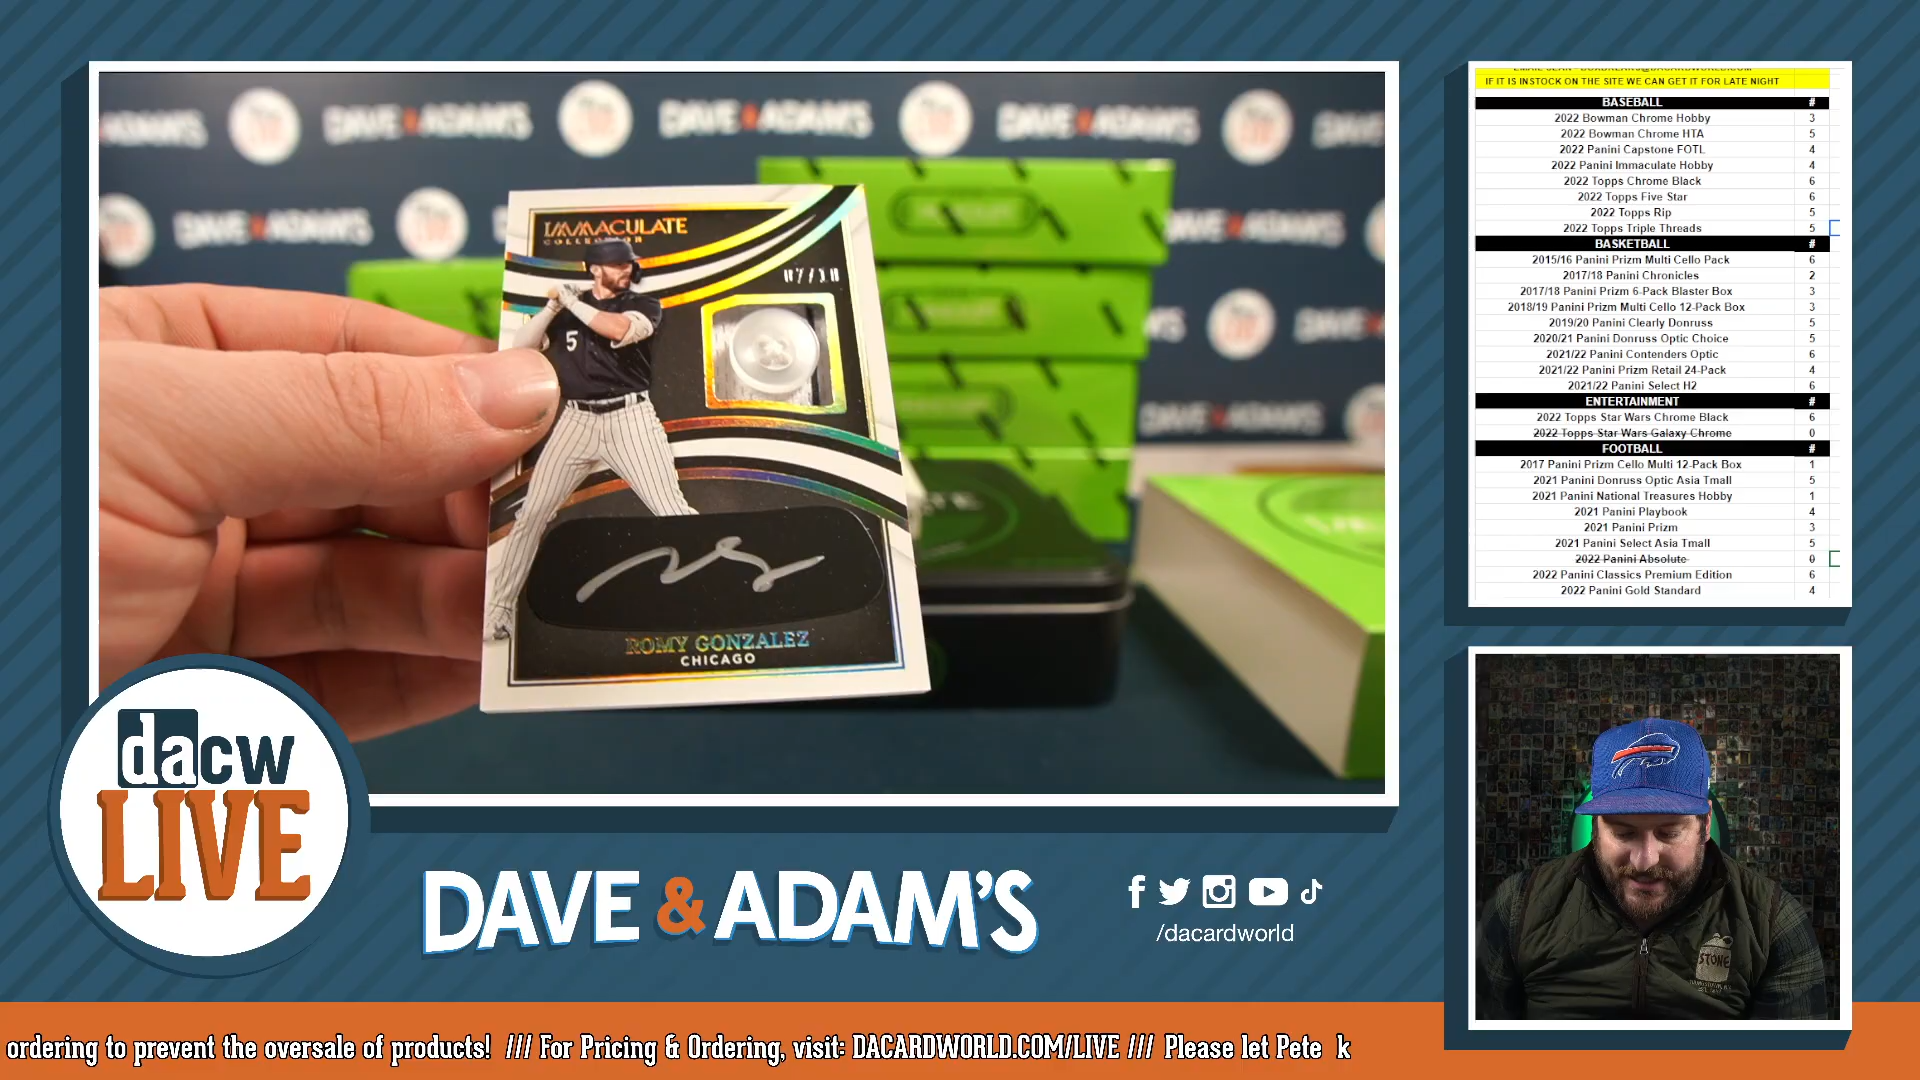 DAVE & ADAM'S
IMMACULATE
COLLECTION
07/10
5
ROMY GONZALEZ
CHICAGO
dacw
LIVE
DAVE & ADAM'S
/dacardworld
ordering to prevent the oversale of products! /// For Pricing & Ordering, visit: DACARDWORLD.COM/LIVE /// Please let Pete k
IF IT IS INSTOCK ON THE SITE WE CAN GET IT FOR LATE NIGHT
BASEBALL #
2022 Bowman Chrome Hobby 3
2022 Bowman Chrome HTA 5
2022 Panini Capstone FOTL 4
2022 Panini Immaculate Hobby 4
2022 Topps Chrome Black 6
2022 Topps Five Star 6
2022 Topps Rip 5
2022 Topps Triple Threads 5
BASKETBALL #
2015/16 Panini Prizm Multi Cello Pack 6
2017/18 Panini Chronicles 2
2017/18 Panini Prizm 6-Pack Blaster Box 3
2018/19 Panini Prizm Multi Cello 12-Pack Box 3
2019/20 Panini Clearly Donruss 5
2020/21 Panini Donruss Optic Choice 5
2021/22 Panini Contenders Optic 6
2021/22 Panini Prizm Retail 24-Pack 4
2021/22 Panini Select H2 6
ENTERTAINMENT #
2022 Topps Star Wars Chrome Black 6
2022 Topps Star Wars Galaxy Chrome 0
FOOTBALL #
2017 Panini Prizm Cello Multi 12-Pack Box 1
2021 Panini Donruss Optic Asia Tmall 5
2021 Panini National Treasures Hobby 1
2021 Panini Playbook 4
2021 Panini Prizm 3
2021 Panini Select Asia Tmall 5
2022 Panini Absolute 0
2022 Panini Classics Premium Edition 6
2022 Panini Gold Standard 4
STONE